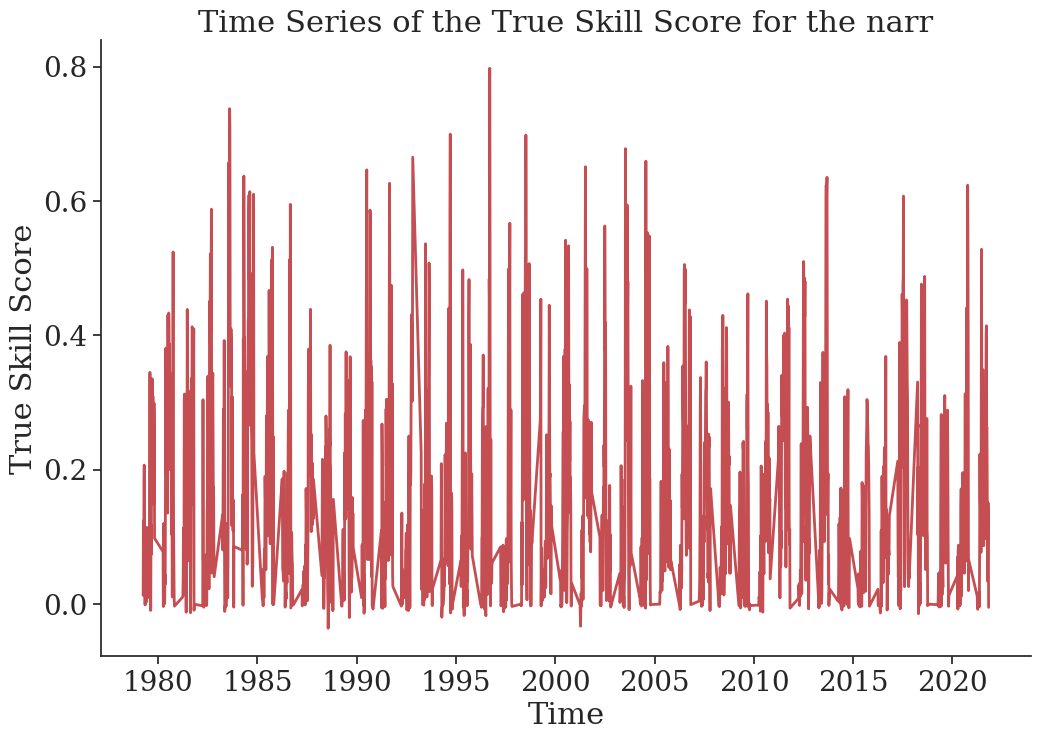 Time Series of the True Skill Score for the narr
True Skill Score
0.8
0.6
0.4
0.2
0.0
1980 1985 1990 1995 2000 2005 2010 2015 2020
Time